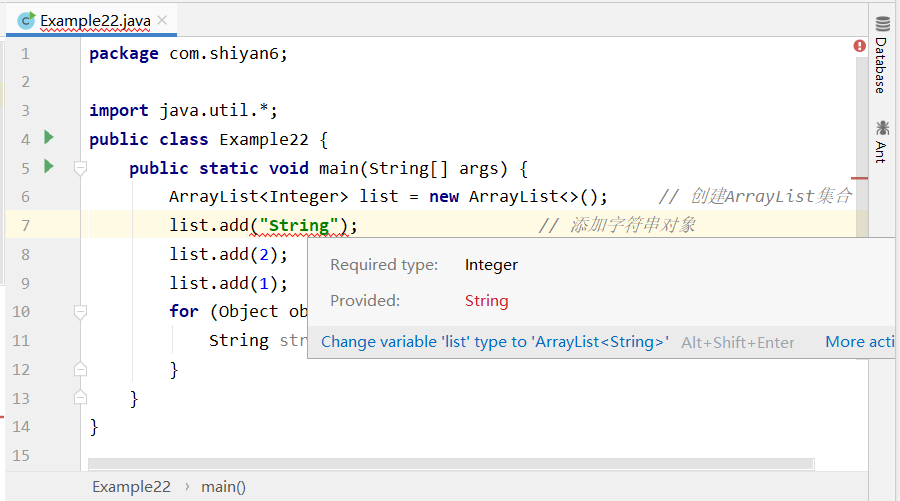 Example22.java
Database
Ant
1 package com.shiyan6;
2
3 import java.util.*;
4 public class Example22 {
5 public static void main(String[] args) {
6 ArrayList<Integer> list = new ArrayList<>(); // 创建ArrayList集合
7 list.add("String"); // 添加字符串对象
8 list.add(2);
9 list.add(1);
10 for (Object ob
11 String str
12 }
13 }
14 }
15
Required type: Integer
Provided: String
Change variable 'list' type to 'ArrayList<String>' Alt+Shift+Enter More acti
Example22 › main()